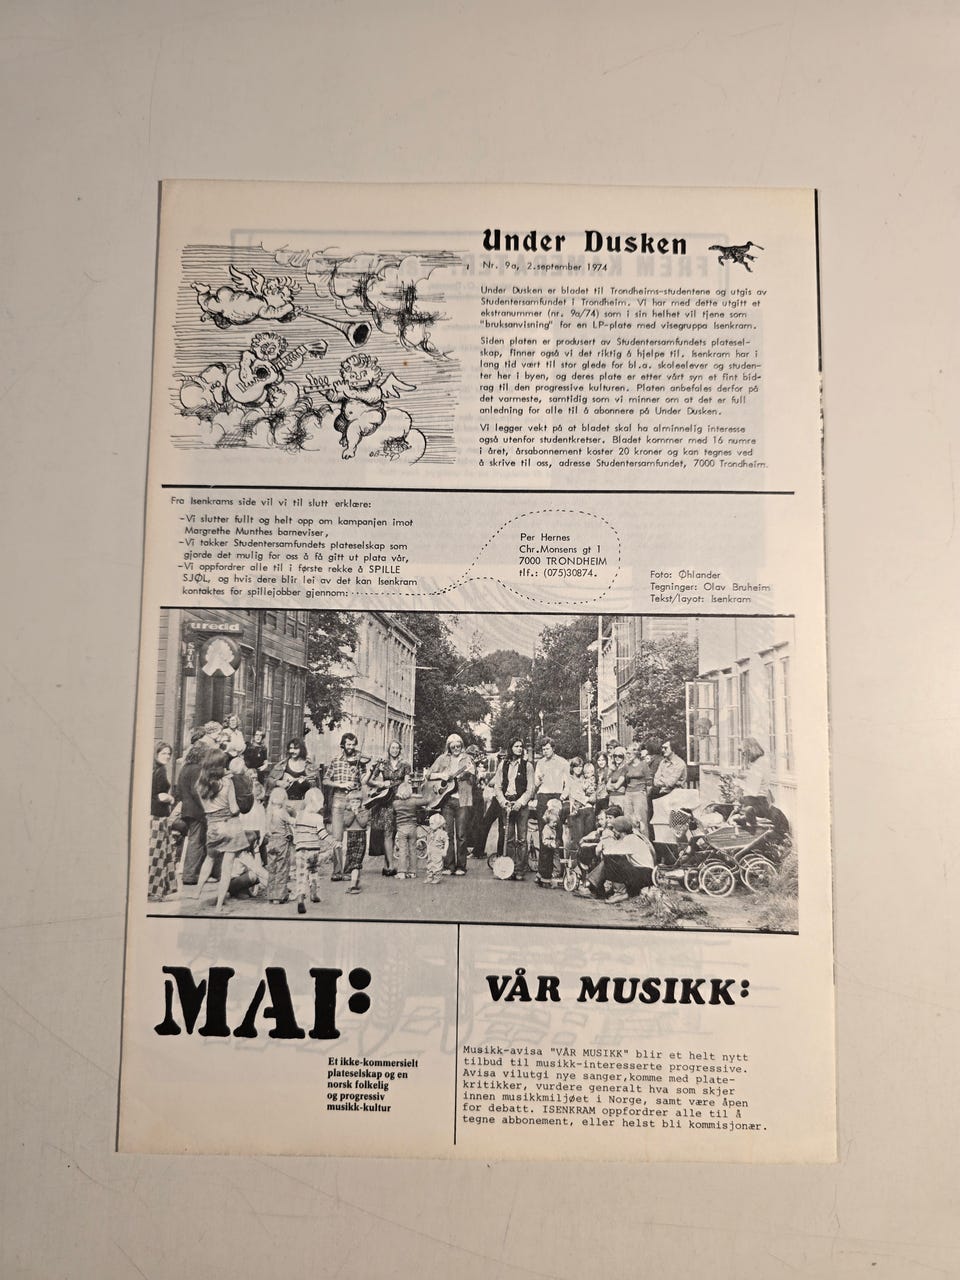 Under Dusken
Nr. 9a, 2.september 1974
Under Dusken er bladet til Trondheims-studentene og utgis av
Studentersamfundet i Trondheim. Vi har med dette utgitt et
ekstranummer (nr. 9a/74) som i sin helhet vil tjene som
"bruksanvisning" for en LP-plate med visegruppa Isenkram.
Siden platen er produsert av Studentersamfundets platesel-
skap, finner også vi det riktig å hjelpe til. Isenkram har i
lang tid vært til stor glede for bl.a. skoleelever og studen-
ter her i byen, og deres plate er etter vårt syn et fint bid-
rag til den progressive kulturen. Platen anbefales derfor på
det varmeste, samtidig som vi minner om at det er full
anledning for alle til å abonnere på Under Dusken.
Vi legger vekt på at bladet skal ha alminnelig interesse
også utenfor studentkretser. Bladet kommer med 16 numre
i året, årsabonnement koster 20 kroner og kan tegnes ved
å skrive til oss, adresse Studentersamfundet, 7000 Trondheim.
OB-74
Fra Isenkrams side vil vi til slutt erklære:
-Vi slutter fullt og helt opp om kampanjen imot
Margrethe Munthes barneviser,
-Vi takker Studentersamfundets plateselskap som
gjorde det mulig for oss å få gitt ut plata vår,
-Vi oppfordrer alle til i første rekke å SPILLE
SJØL, og hvis dere blir lei av det kan Isenkram
kontaktes for spillejobber gjennom:
Per Hernes
Chr.Monsens gt 1
7000 TRONDHEIM
tlf.: (075)30874.
Foto: Øhlander
Tegninger: Olav Bruheim
Tekst/layot: Isenkram
uredd
MAI:
Et ikke-kommersielt
plateselskap og en
norsk folkelig
og progressiv
musikk-kultur
VÅR MUSIKK:
Musikk-avisa "VÅR MUSIKK" blir et helt nytt
tilbud til musikk-interesserte progressive.
Avisa vilutgi nye sanger,komme med plate-
kritikker, vurdere generalt hva som skjer
innen musikkmiljøet i Norge, samt være åpen
for debatt. ISENKRAM oppfordrer alle til å
tegne abbonement, eller helst bli kommisjonær.